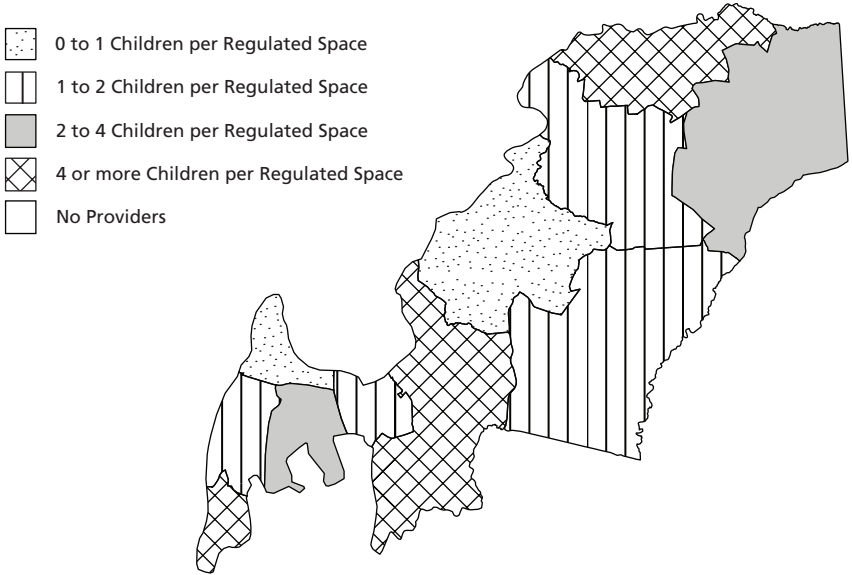 0 to 1 Children per Regulated Space
1 to 2 Children per Regulated Space
2 to 4 Children per Regulated Space
4 or more Children per Regulated Space
No Providers